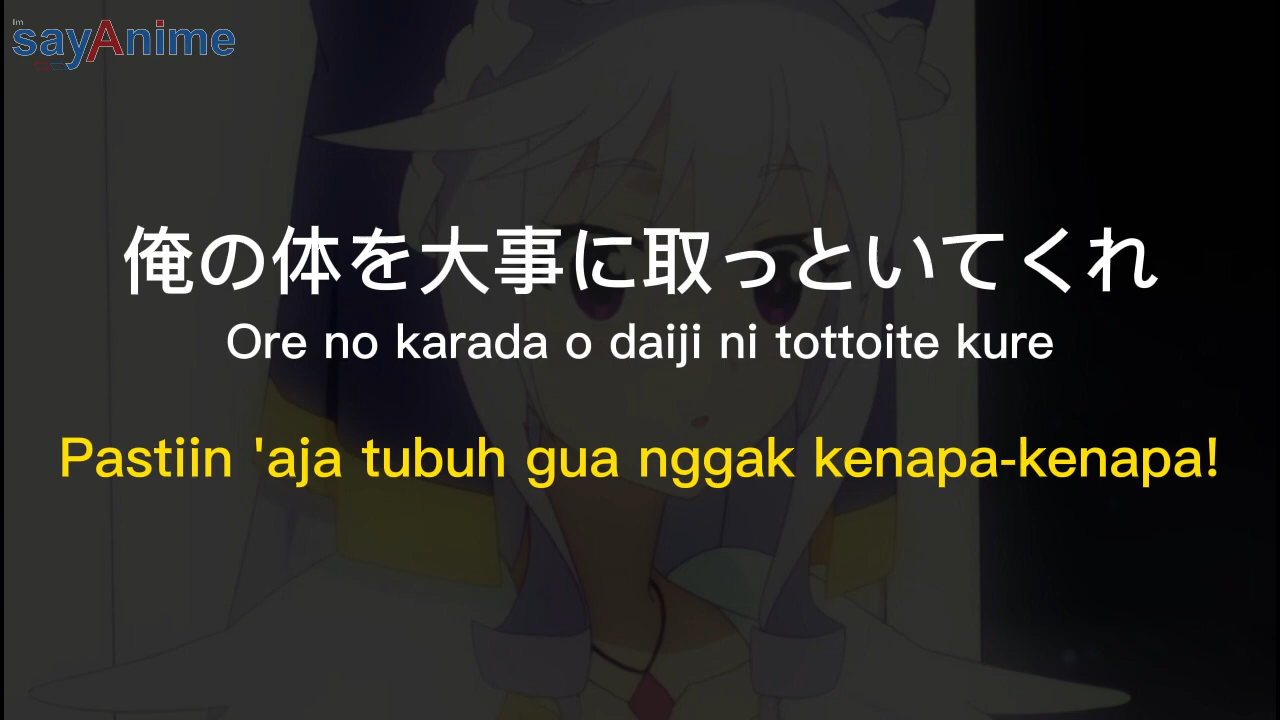 Im
sayAnime
俺の体を大事に取っといてくれ
Ore no karada o daiji ni tottoite kure
Pastiin 'aja tubuh gua nggak kenapa-kenapa!